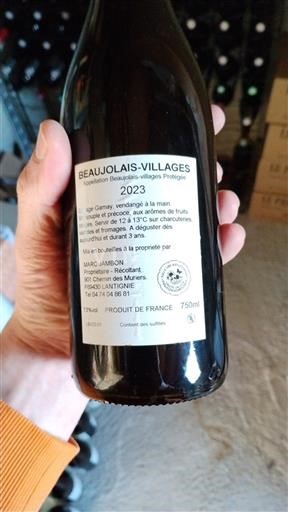 BEAUJOLAIS-VILLAGES
Appellation Beaujolais-villages Protégée
2023
Gamay, vendangé à la main.
souple et précoce, aux arômes de fruits
Servir de 12 à 13°C sur charcuteries,
et fromages. A déguster dès
aujourd'hui et durant 3 ans.
Mis en bouteilles à la propriété par
MARC JAMBON
Propriétaire - Récoltant,
901 Chemin des Muriers.
F69430 LANTIGNIE
Tel 04 74 04 86 81
PRODUIT DE FRANCE 750ml
Contient des sulfites